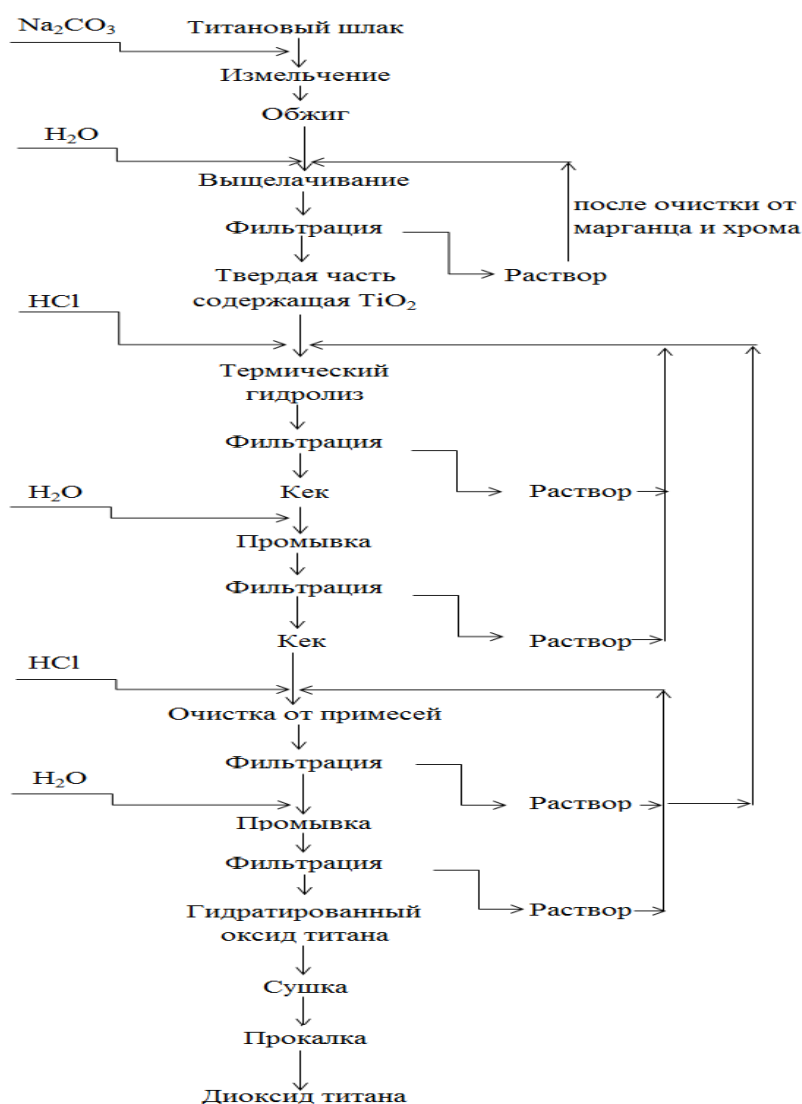 Na₂CO₃
Титановый шлак
Измельчение
Обжиг
H₂O
Выщелачивание
после очистки от
марганца и хрома
Фильтрация
Раствор
Твердая часть
содержащая TiO₂
HCl
Термический
гидролиз
Фильтрация
Раствор
H₂O
Кек
Промывка
Фильтрация
Раствор
Кек
HCl
Очистка от примесей
Фильтрация
H₂O
Раствор
Промывка
Фильтрация
Раствор
Гидратированный
оксид титана
Сушка
Прокалка
Диоксид титана